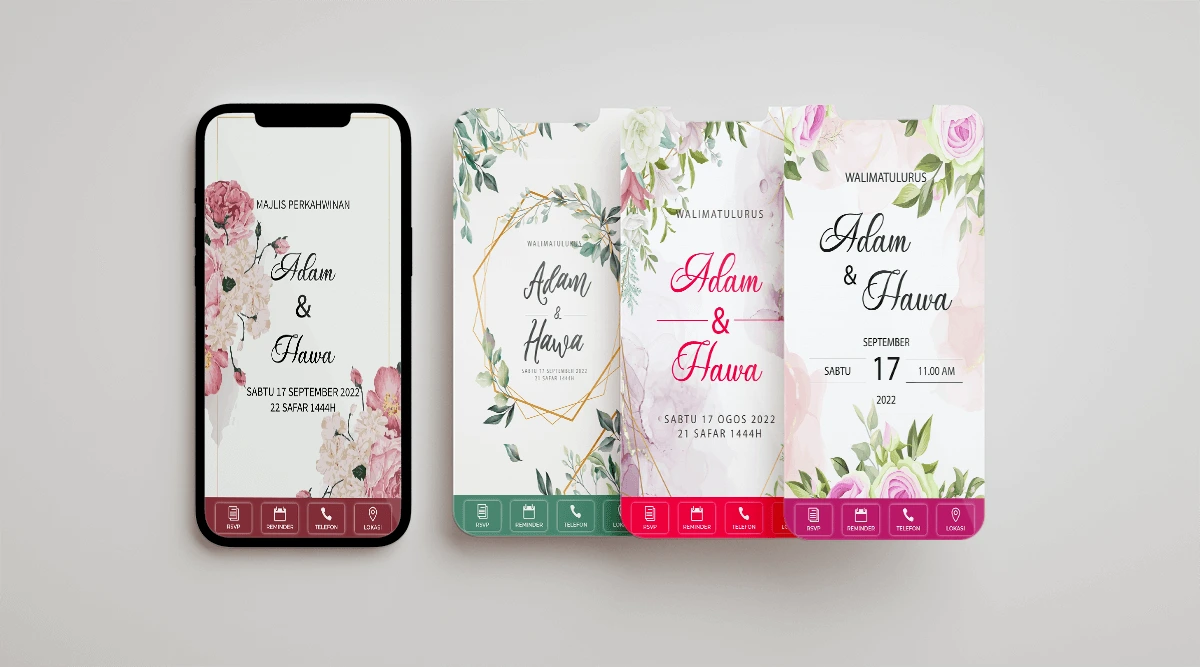 MAJLIS PERKAHWINAN
Adam
&
Hawa
SABTU 17 SEPTEMBER 2022
22 SAFAR 1444H
RSVP
REMINDER
TELEFON
LOKASI
WALIMATULURUS
Adam
&
Hawa
SABTU 17 SEPTEMBER 2022
21 SAFAR 1444H
RSVP
REMINDER
TELEFON
LOK
WALIMATULURUS
Adam
&
Hawa
SABTU 17 OGOS 2022
21 SAFAR 1444H
RSVP
REMINDER
TELEFON
L
WALIMATULURUS
Adam
&
Hawa
SEPTEMBER
SABTU 17 11.00 AM
2022
RSVP
REMINDER
TELEFON
LOKASI